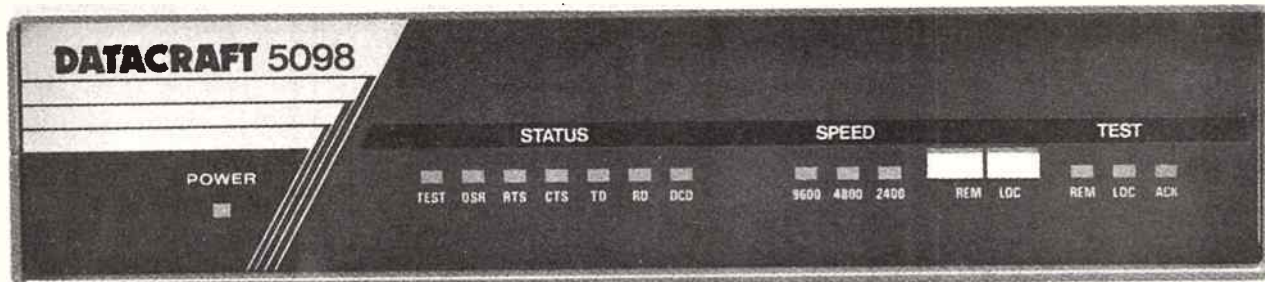 DATACRAFT 5098
STATUS SPEED TEST
POWER
TEST DSR RTS CTS TD RD DCD 9600 4800 2400 REM LOC REM LOC ACK